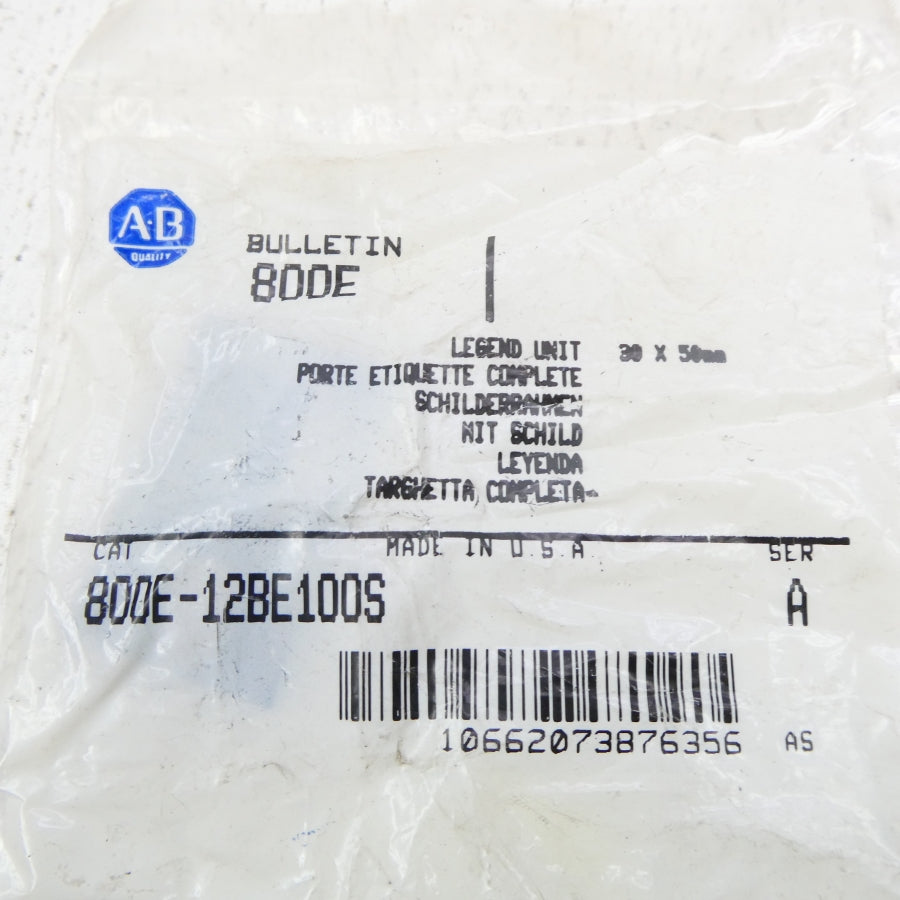 A·B
QUALITY
BULLETIN
800E
LEGEND UNIT 30 X 50mm
PORTE ETIQUETTE COMPLETE
SCHILDERRAHMEN
MIT SCHILD
LEYENDA
TARGHETTA COMPLETA
CAT MADE IN U.S.A SER
800E-12BE100S A
10662073876356 AS